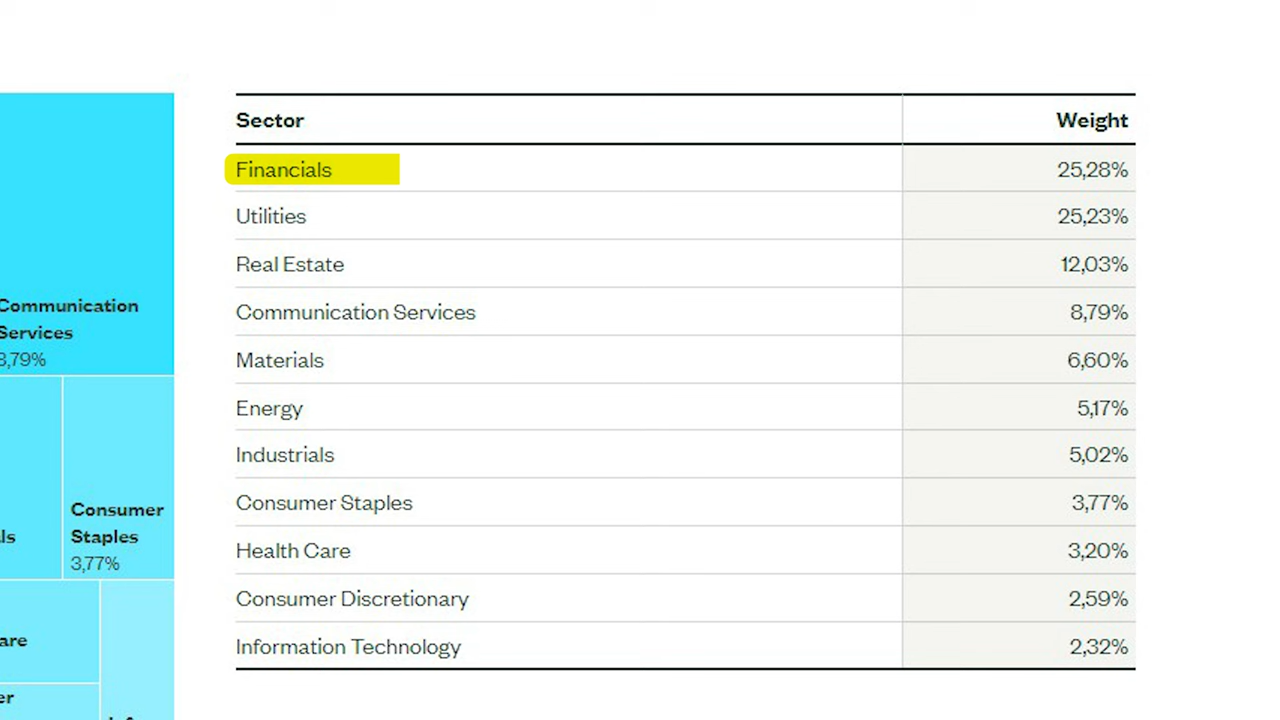 Communication
Services
8,79%
Consumer
Staples
3,77%
Sector Weight
Financials 25,28%
Utilities 25,23%
Real Estate 12,03%
Communication Services 8,79%
Materials 6,60%
Energy 5,17%
Industrials 5,02%
Consumer Staples 3,77%
Health Care 3,20%
Consumer Discretionary 2,59%
Information Technology 2,32%